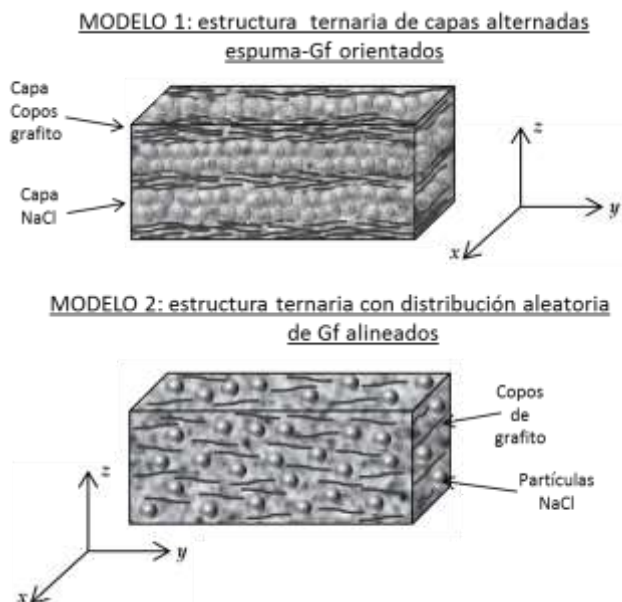 MODELO 1: estructura  ternaria de capas alternadas
espuma-Gf orientados
Capa
Copos
grafito
Capa
NaCl
z
y
x
MODELO 2: estructura ternaria con distribución aleatoria
de Gf alineados
Copos
de
grafito
Partículas
NaCl
z
y
x